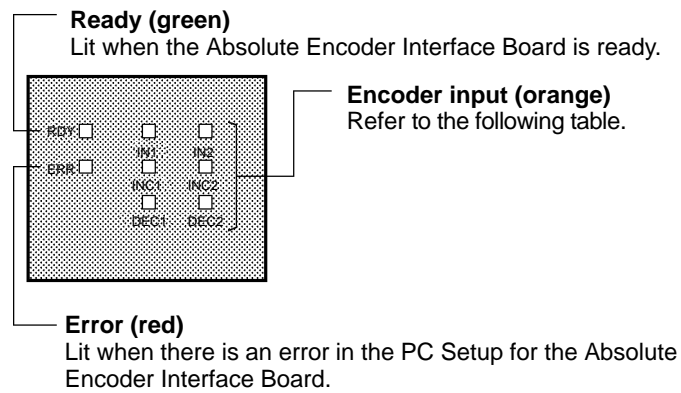 Ready (green)
Lit when the Absolute Encoder Interface Board is ready.
Encoder input (orange)
Refer to the following table.
RDY
IN1 IN2
ERR
INC1 INC2
DEC1 DEC2
Error (red)
Lit when there is an error in the PC Setup for the Absolute
Encoder Interface Board.